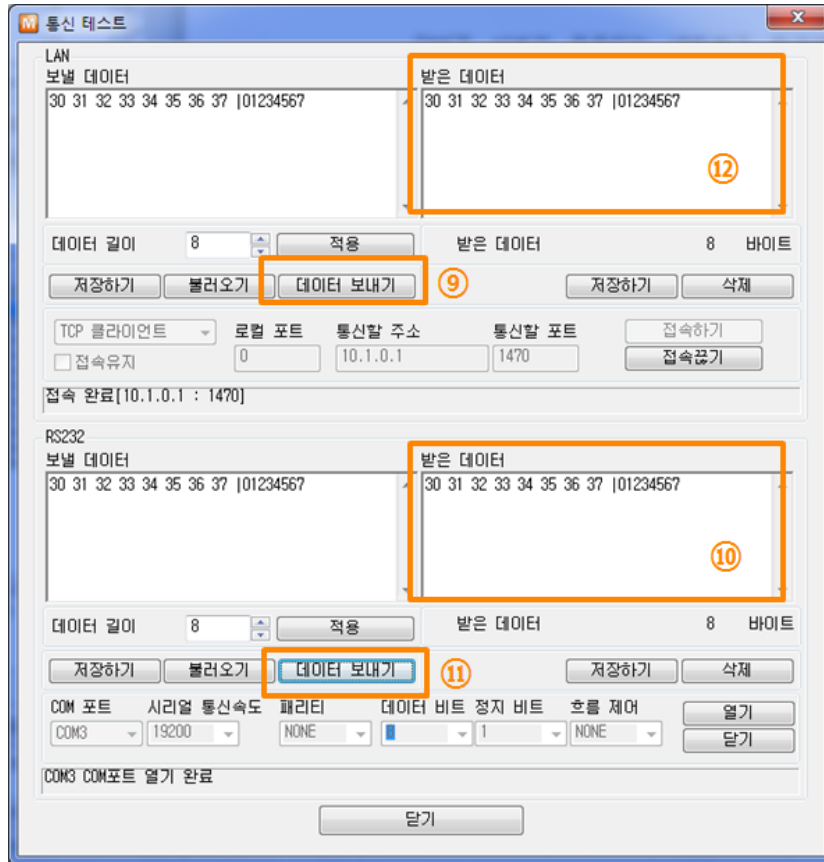 통신 테스트
LAN
보낼 데이터 받은 데이터
30 31 32 33 34 35 36 37 |01234567 30 31 32 33 34 35 36 37 |01234567
⑫
데이터 길이 8 적용 받은 데이터 8 바이트
저장하기 불러오기 데이터 보내기 ⑨ 저장하기 삭제
TCP 클라이언트 로컬 포트 통신할 주소 통신할 포트 접속하기
접속유지 0 10.1.0.1 1470 접속끊기
접속 완료[10.1.0.1 : 1470]
RS232
보낼 데이터 받은 데이터
30 31 32 33 34 35 36 37 |01234567 30 31 32 33 34 35 36 37 |01234567
⑩
데이터 길이 8 적용 받은 데이터 8 바이트
저장하기 불러오기 데이터 보내기 ⑪ 저장하기 삭제
COM 포트 시리얼 통신속도 패리티 데이터 비트 정지 비트 흐름 제어 열기
COM3 19200 NONE 8 1 NONE 닫기
COM3 COM포트 열기 완료
닫기